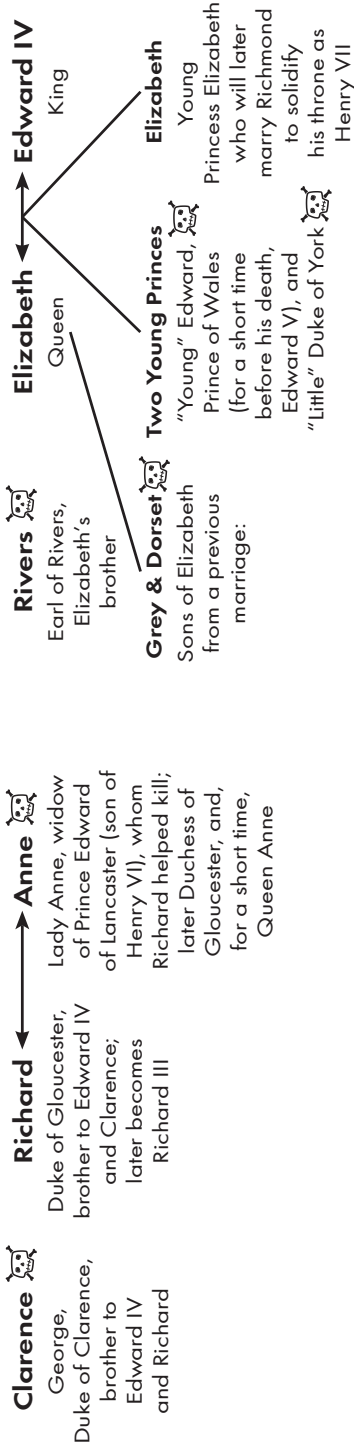 Clarence
George,
Duke of Clarence,
brother to
Edward IV
and Richard
Richard
Duke of Gloucester,
brother to Edward IV
and Clarence;
later becomes
Richard III
Anne
Lady Anne, widow
of Prince Edward
of Lancaster (son of
Henry VI), whom
Richard helped kill;
later Duchess of
Gloucester, and,
for a short time,
Queen Anne
Rivers
Earl of Rivers,
Elizabeth’s
brother
Elizabeth
Queen
Edward IV
King
Grey & Dorset
Sons of Elizabeth
from a previous
marriage:
Two Young Princes
“Young” Edward,
Prince of Wales
(for a short time
before his death,
Edward V), and
“Little” Duke of York
Elizabeth
Young
Princess Elizabeth
who will later
marry Richmond
to solidify
his throne as
Henry VII